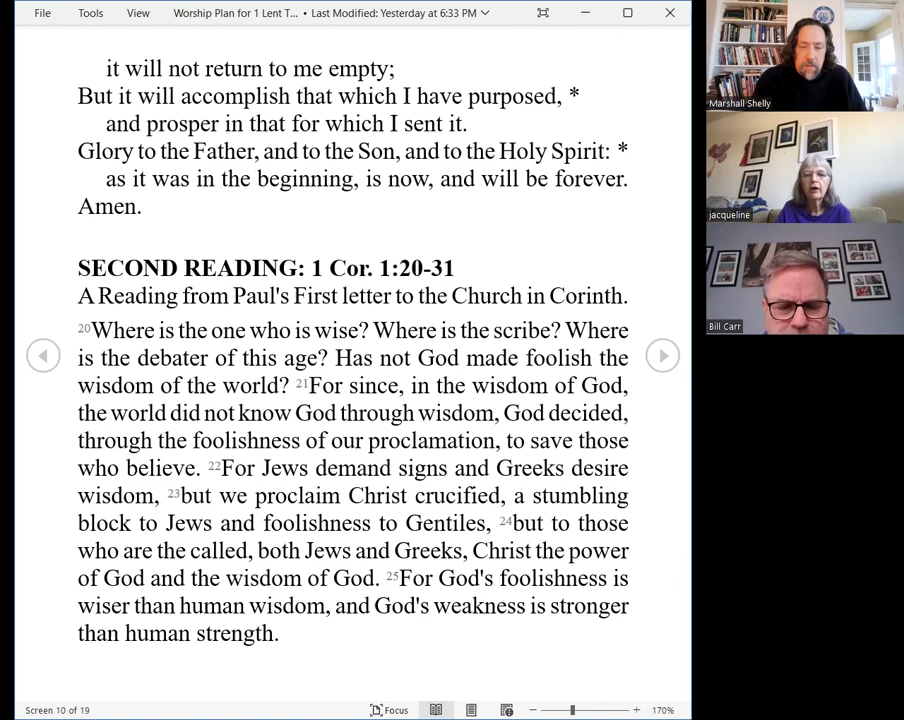 File Tools Worship Plan for 1 Lent T... • Last Modified: Yesterday at 6:33 PM
it will not return to me empty;
But it will accomplish that which I have purposed, *
and prosper in that for which I sent it.
Glory to the Father, and to the Son, and to the Holy Spirit: *
as it was in the beginning, is now, and will be forever.
Amen.
SECOND READING: 1 Cor. 1:20-31
A Reading from Paul's First letter to the Church in Corinth.
20Where is the one who is wise? Where is the scribe? Where
is the debater of this age? Has not God made foolish the
wisdom of the world? 21For since, in the wisdom of God,
the world did not know God through wisdom, God decided,
through the foolishness of our proclamation, to save those
who believe. 22For Jews demand signs and Greeks desire
wisdom, 23but we proclaim Christ crucified, a stumbling
block to Jews and foolishness to Gentiles, 24but to those
who are the called, both Jews and Greeks, Christ the power
of God and the wisdom of God. 25For God's foolishness is
wiser than human wisdom, and God's weakness is stronger
than human strength.
Screen 10 of 19 Focus 170%
Marshall Shelly
jacqueline
Bill Carr